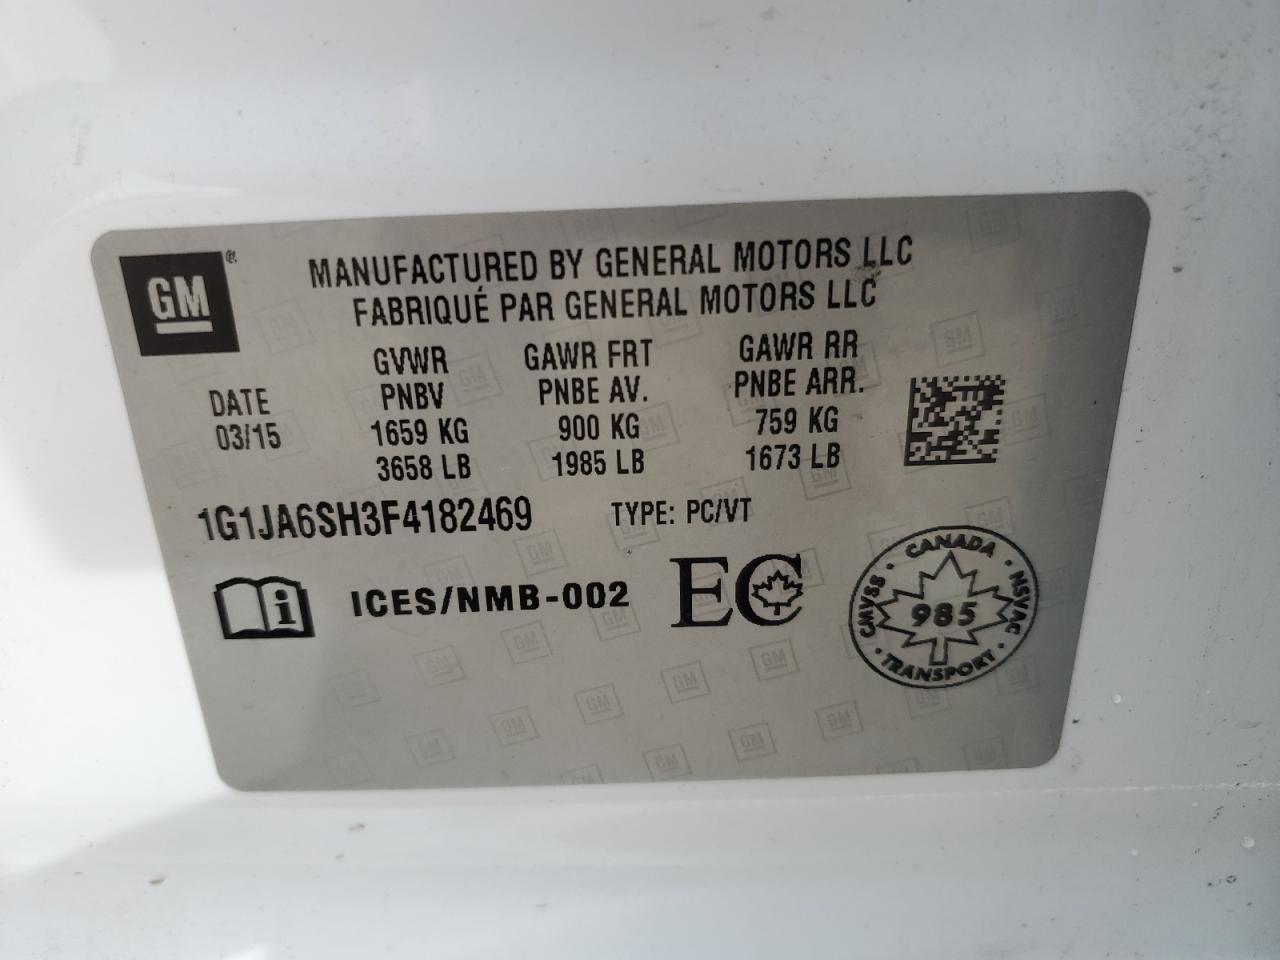 GM
MANUFACTURED BY GENERAL MOTORS LLC
FABRIQUÉ PAR GENERAL MOTORS LLC
DATE
03/15
GVWR
PNBV
1659 KG
3658 LB
GAWR FRT
PNBE AV.
900 KG
1985 LB
GAWR RR
PNBE ARR.
759 KG
1673 LB
1G1JA6SH3F4182469 TYPE: PC/VT
i ICES/NMB-002 EC
CANADA
CMVSS 985 NSVAC
TRANSPORT